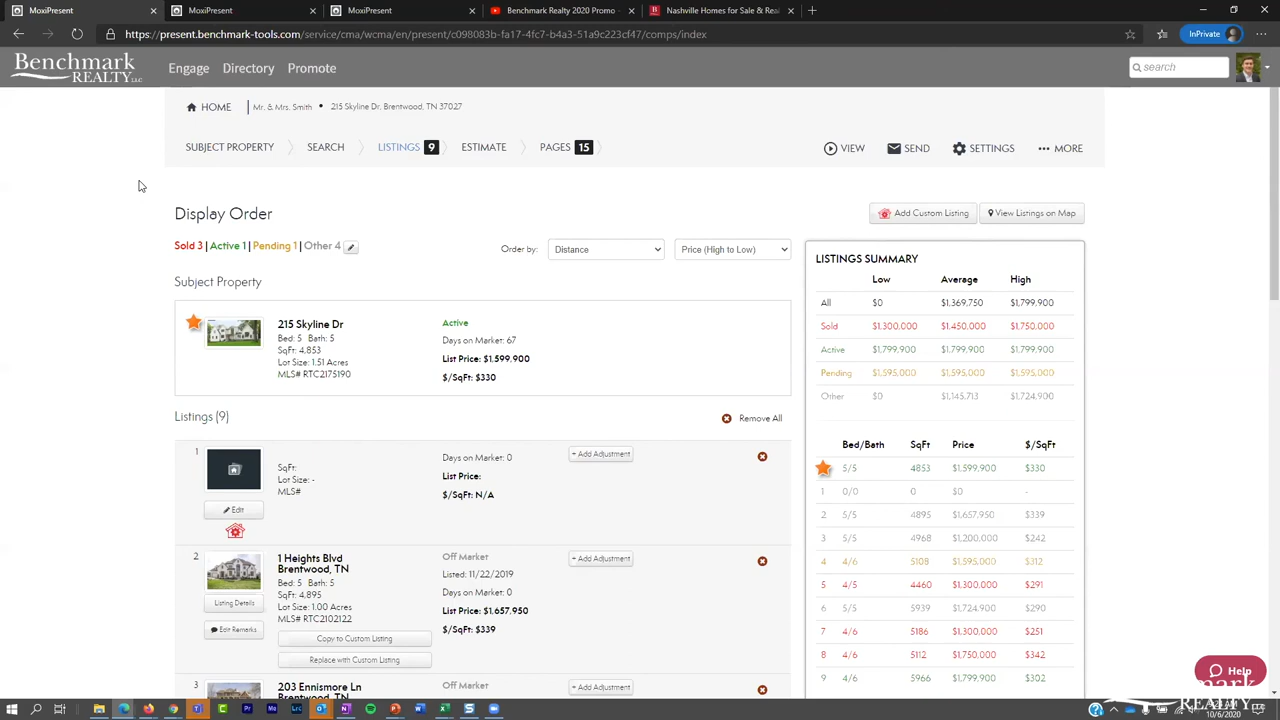 MoxiPresent
MoxiPresent
MoxiPresent
Benchmark Realty 2020 Promo -
Nashville Homes for Sale & Real
https://present.benchmark-tools.com/service/cma/wcma/en/present/c098083b-fa17-4fc7-b4a3-51a9c223cf47/comps/index
InPrivate
Benchmark
REALTY LLC
Engage
Directory
Promote
search
HOME
Mr. & Mrs. Smith • 215 Skyline Dr, Brentwood, TN 37027
SUBJECT PROPERTY
SEARCH
LISTINGS 9
ESTIMATE
PAGES 15
VIEW
SEND
SETTINGS
MORE
Display Order
Add Custom Listing
View Listings on Map
Sold 3 | Active 1 | Pending 1 | Other 4
Order by:
Distance
Price (High to Low)
Subject Property
215 Skyline Dr
Bed: 5 Bath: 5
SqFt: 4,853
Lot Size: 1.51 Acres
MLS# RTC2175190
Active
Days on Market: 67
List Price: $1,599,900
$/SqFt: $330
Listings (9)
Remove All
1
SqFt:
Lot Size: -
MLS#
Edit
Days on Market: 0
List Price:
$/SqFt: N/A
+ Add Adjustment
2
1 Heights Blvd
Brentwood, TN
Bed: 5 Bath: 5
SqFt: 4,895
Lot Size: 1.00 Acres
MLS# RTC2102122
Listing Details
Edit Remarks
Copy to Custom Listing
Replace with Custom Listing
Off Market
Listed: 11/22/2019
Days on Market: 0
List Price: $1,657,950
$/SqFt: $339
+ Add Adjustment
3
203 Ennismore Ln
Brentwood, TN
Off Market
+ Add Adjustment
LISTINGS SUMMARY
Low Average High
All $0 $1,369,750 $1,799,900
Sold $1,300,000 $1,450,000 $1,750,000
Active $1,799,900 $1,799,900 $1,799,900
Pending $1,595,000 $1,595,000 $1,595,000
Other $0 $1,145,713 $1,724,900
Bed/Bath SqFt Price $/SqFt
5/5 4853 $1,599,900 $330
1 0/0 0 $0 -
2 5/5 4895 $1,657,950 $339
3 5/5 4968 $1,200,000 $242
4 4/6 5108 $1,595,000 $312
5 4/5 4460 $1,300,000 $291
6 5/5 5939 $1,724,900 $290
7 4/6 5186 $1,300,000 $251
8 4/6 5112 $1,750,000 $342
9 4/6 5966 $1,799,900 $302
Help
REALTY
10/6/2020